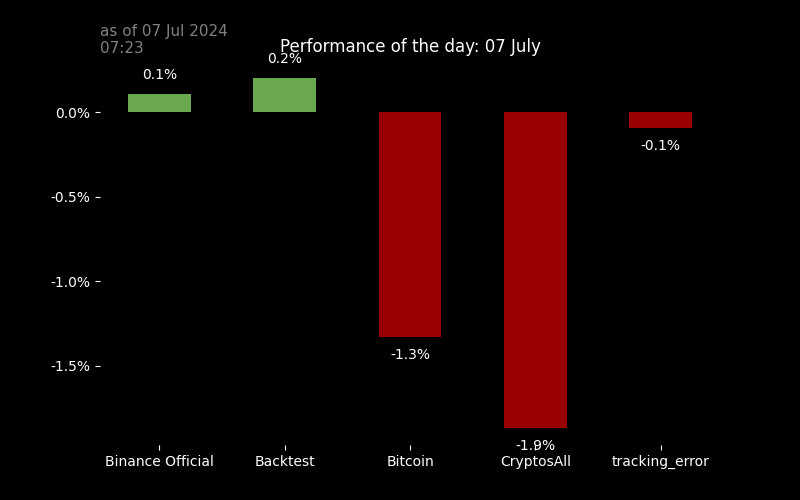 as of 07 Jul 2024
07:23
Performance of the day: 07 July
0.1%
0.2%
0.0%
-0.1%
-0.5%
-1.0%
-1.3%
-1.5%
-1.9%
Binance Official
Backtest
Bitcoin
CryptosAll
tracking_error